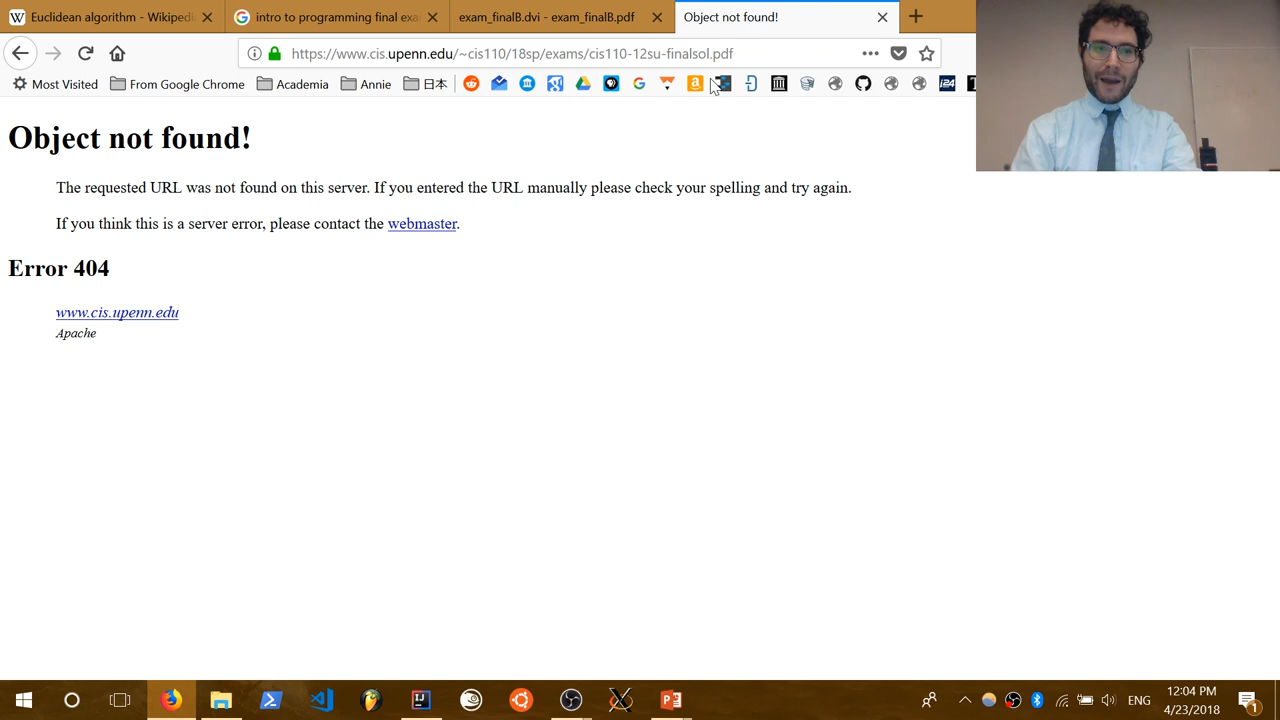 Euclidean algorithm - Wikipedi
intro to programming final exa
exam_finalB.dvi - exam_finalB.pdf
Object not found!
https://www.cis.upenn.edu/~cis110/18sp/exams/cis110-12su-finalsol.pdf
Most Visited
From Google Chrom
Academia
Annie
日本
Object not found!
The requested URL was not found on this server. If you entered the URL manually please check your spelling and try again.
If you think this is a server error, please contact the webmaster.
Error 404
www.cis.upenn.edu
Apache
ENG
12:04 PM
4/23/2018